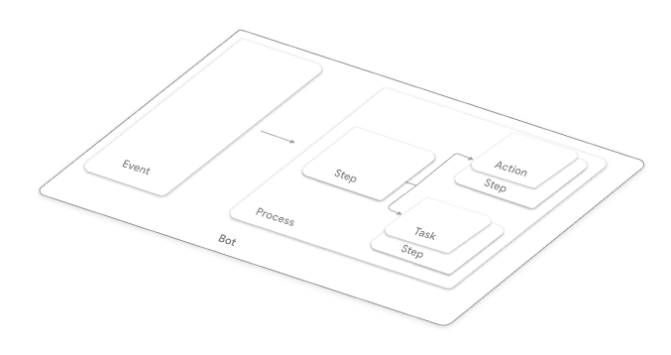 Event
Step
Action
Step
Process
Task
Step
Bot